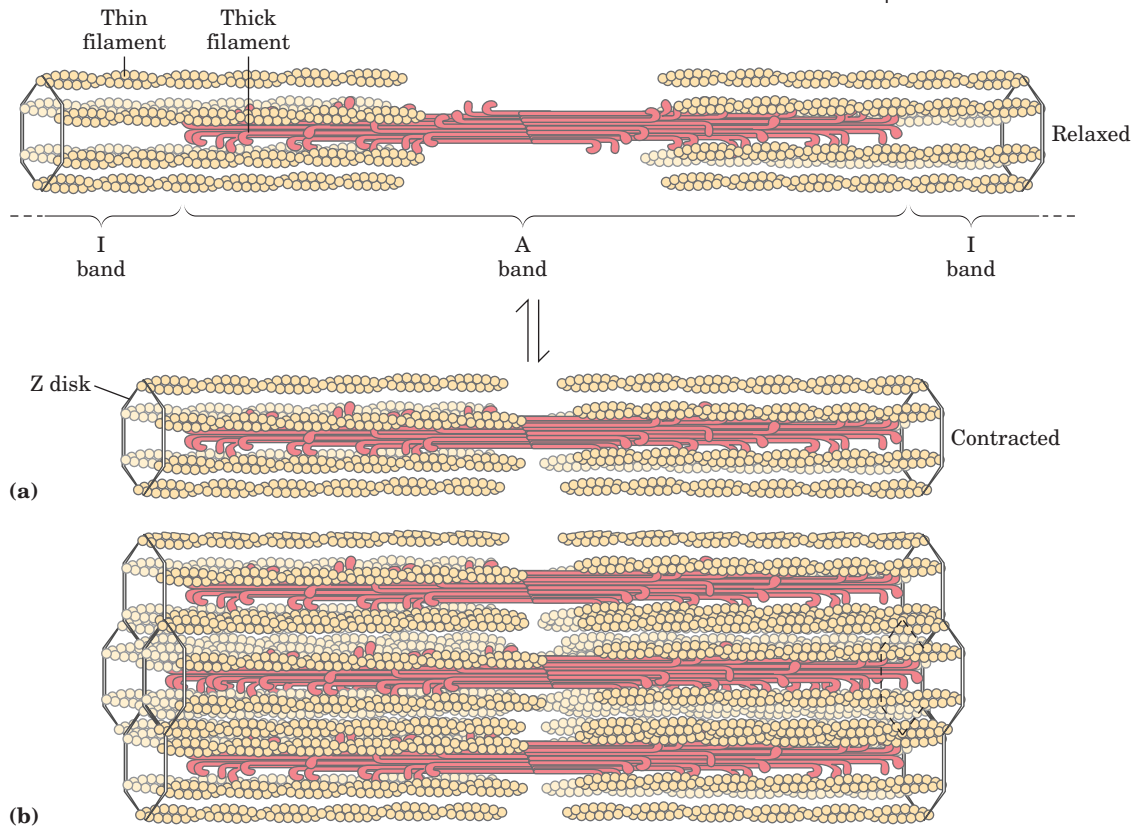 Thin
filament
Thick
filament
Relaxed
I
band
A
band
I
band
Z disk
Contracted
(a)
(b)